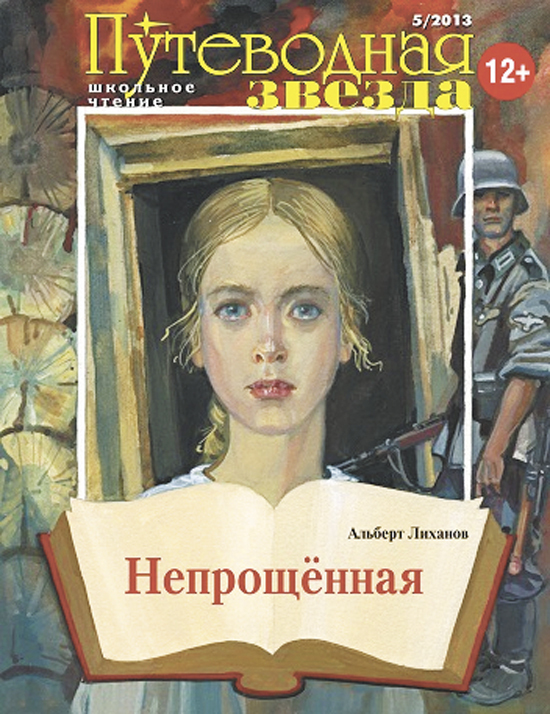 5/2013
Путеводная
звезда
школьное
чтение
12+
Альберт Лиханов
Непрощённая